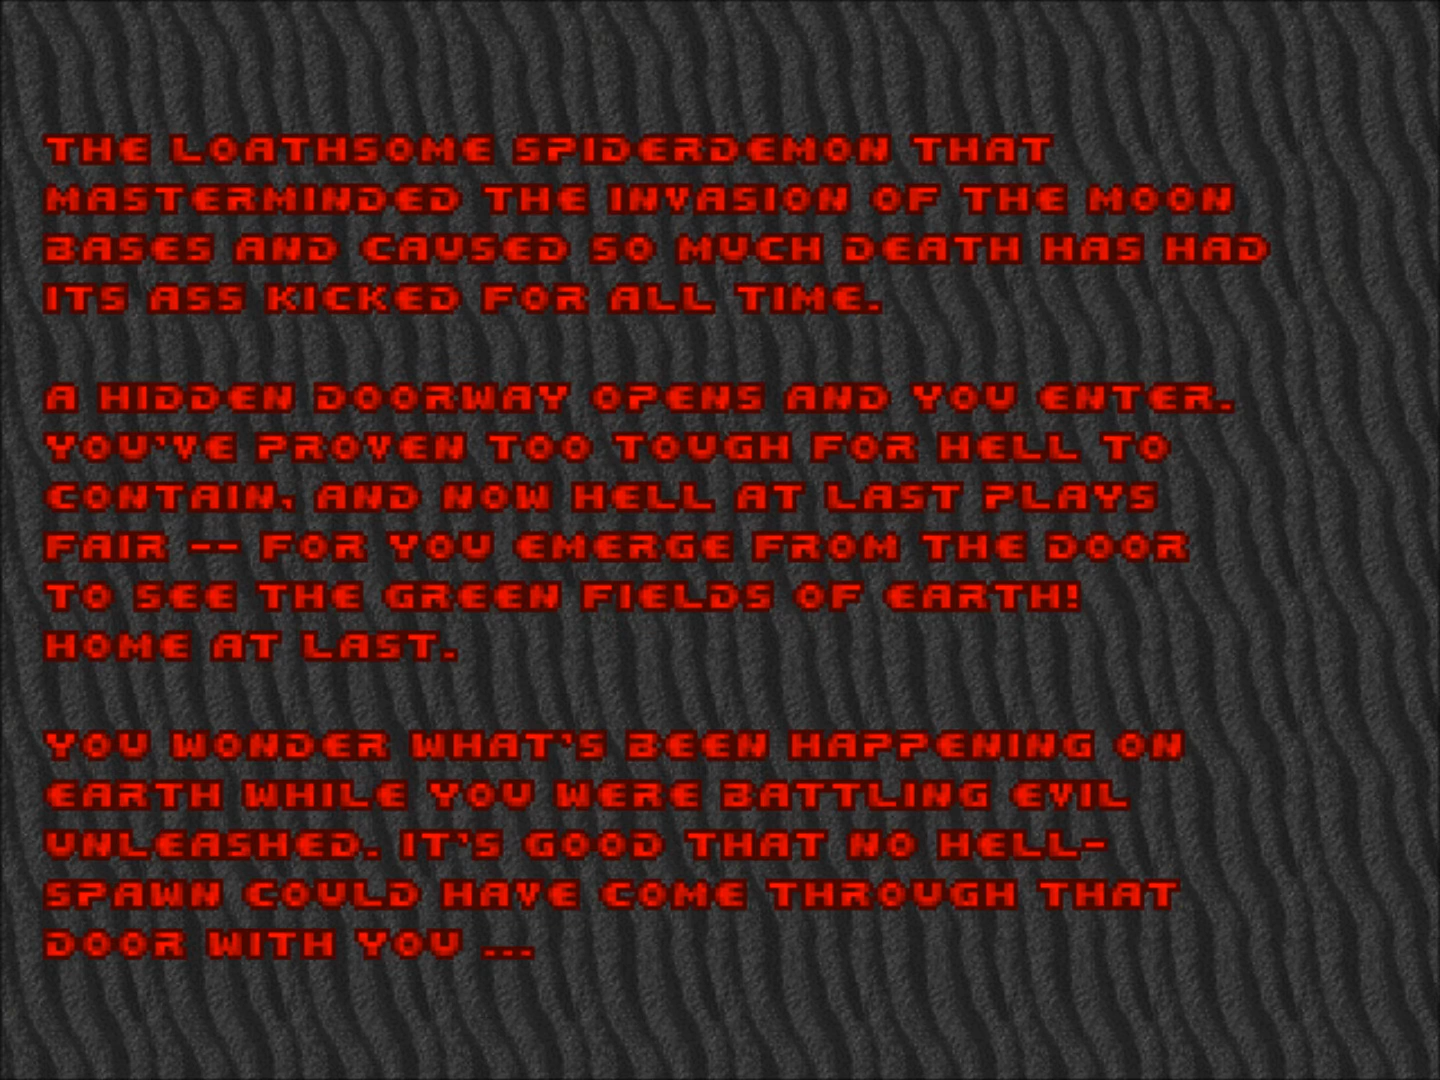 THE LOATHSOME SPIDERDEMON THAT
MASTERMINDED THE INVASION OF THE MOON
BASES AND CAUSED SO MUCH DEATH HAS HAD
ITS ASS KICKED FOR ALL TIME.
A HIDDEN DOORWAY OPENS AND YOU ENTER.
YOU'VE PROVEN TOO TOUGH FOR HELL TO
CONTAIN, AND NOW HELL AT LAST PLAYS
FAIR -- FOR YOU EMERGE FROM THE DOOR
TO SEE THE GREEN FIELDS OF EARTH!
HOME AT LAST.
YOU WONDER WHAT'S BEEN HAPPENING ON
EARTH WHILE YOU WERE BATTLING EVIL
UNLEASHED. IT'S GOOD THAT NO HELL-
SPAWN COULD HAVE COME THROUGH THAT
DOOR WITH YOU ...